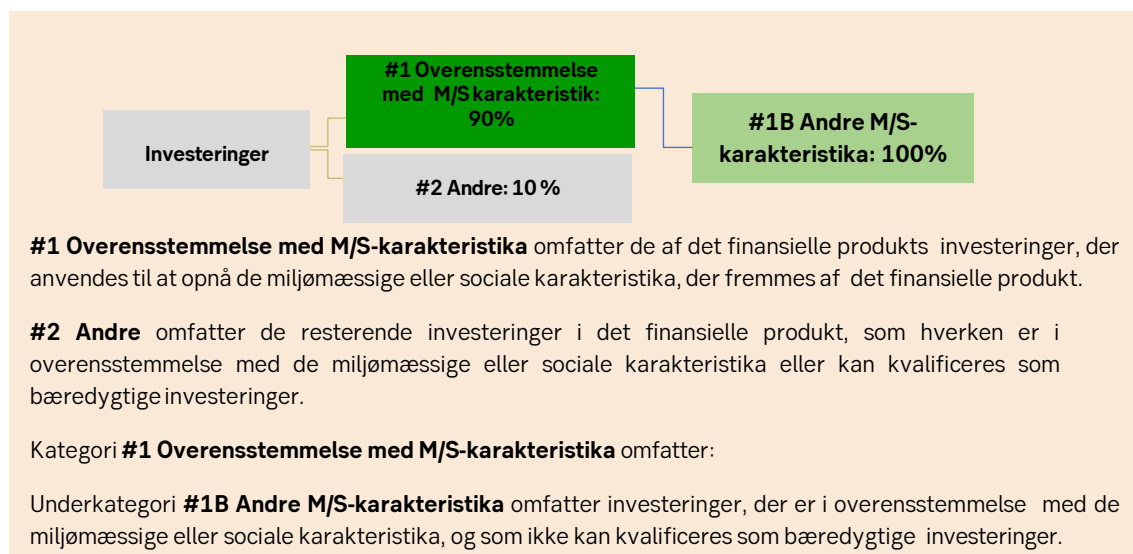 #1 Overensstemmelse
med M/S karakteristik:
90%
#1B Andre M/S-
karakteristika: 100%
Investeringer
#2 Andre: 10 %
#1 Overensstemmelse med M/S-karakteristika omfatter de af det finansielle produkts investeringer, der
anvendes til at opnå de miljømæssige eller sociale karakteristika, der fremmes af det finansielle produkt.
#2 Andre omfatter de resterende investeringer i det finansielle produkt, som hverken er i
overensstemmelse med de miljømæssige eller sociale karakteristika eller kan kvalificeres som
bæredygtige investeringer.
Kategori #1 Overensstemmelse med M/S-karakteristika omfatter:
Underkategori #1B Andre M/S-karakteristika omfatter investeringer, der er i overensstemmelse med de
miljømæssige eller sociale karakteristika, og som ikke kan kvalificeres som bæredygtige investeringer.